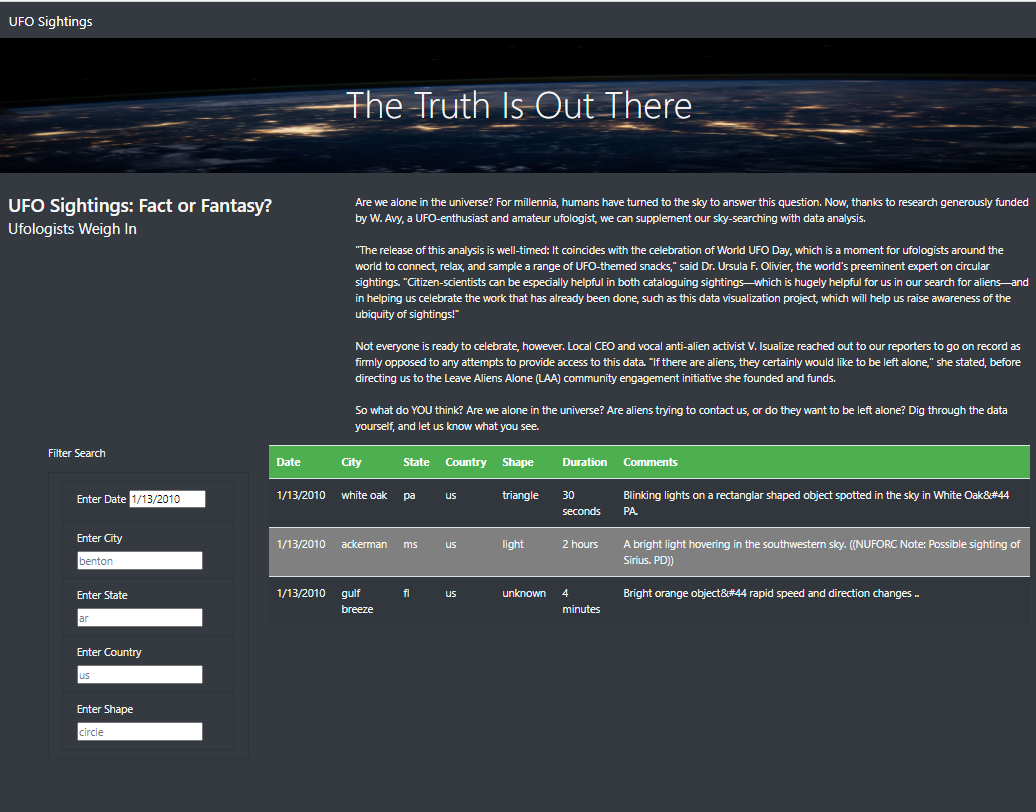 UFO Sightings
The Truth Is Out There
UFO Sightings: Fact or Fantasy?
Ufologists Weigh In
Are we alone in the universe? For millennia, humans have turned to the sky to answer this question. Now, thanks to research generously funded
by W. Avy, a UFO-enthusiast and amateur ufologist, we can supplement our sky-searching with data analysis.
"The release of this analysis is well-timed: It coincides with the celebration of World UFO Day, which is a moment for ufologists around the
world to connect, relax, and sample a range of UFO-themed snacks," said Dr. Ursula F. Olivier, the world's preeminent expert on circular
sightings. "Citizen-scientists can be especially helpful in both cataloguing sightings—which is hugely helpful for us in our search for aliens—and
in helping us celebrate the work that has already been done, such as this data visualization project, which will help us raise awareness of the
ubiquity of sightings!"
Not everyone is ready to celebrate, however. Local CEO and vocal anti-alien activist V. Isualize reached out to our reporters to go on record as
firmly opposed to any attempts to provide access to this data. "If there are aliens, they certainly would like to be left alone," she stated, before
directing us to the Leave Aliens Alone (LAA) community engagement initiative she founded and funds.
So what do YOU think? Are we alone in the universe? Are aliens trying to contact us, or do they want to be left alone? Dig through the data
yourself, and let us know what you see.
Filter Search
Enter Date 1/13/2010
Enter City
benton
Enter State
ar
Enter Country
us
Enter Shape
circle
Date City State Country Shape Duration Comments
1/13/2010 white oak pa us triangle 30 Blinking lights on a rectanglar shaped object spotted in the sky in White Oak&#44
seconds PA.
1/13/2010 ackerman ms us light 2 hours A bright light hovering in the southwestern sky. ((NUFORC Note: Possible sighting of
Sirius. PD))
1/13/2010 gulf fl us unknown 4 Bright orange object&#44 rapid speed and direction changes ..
breeze minutes